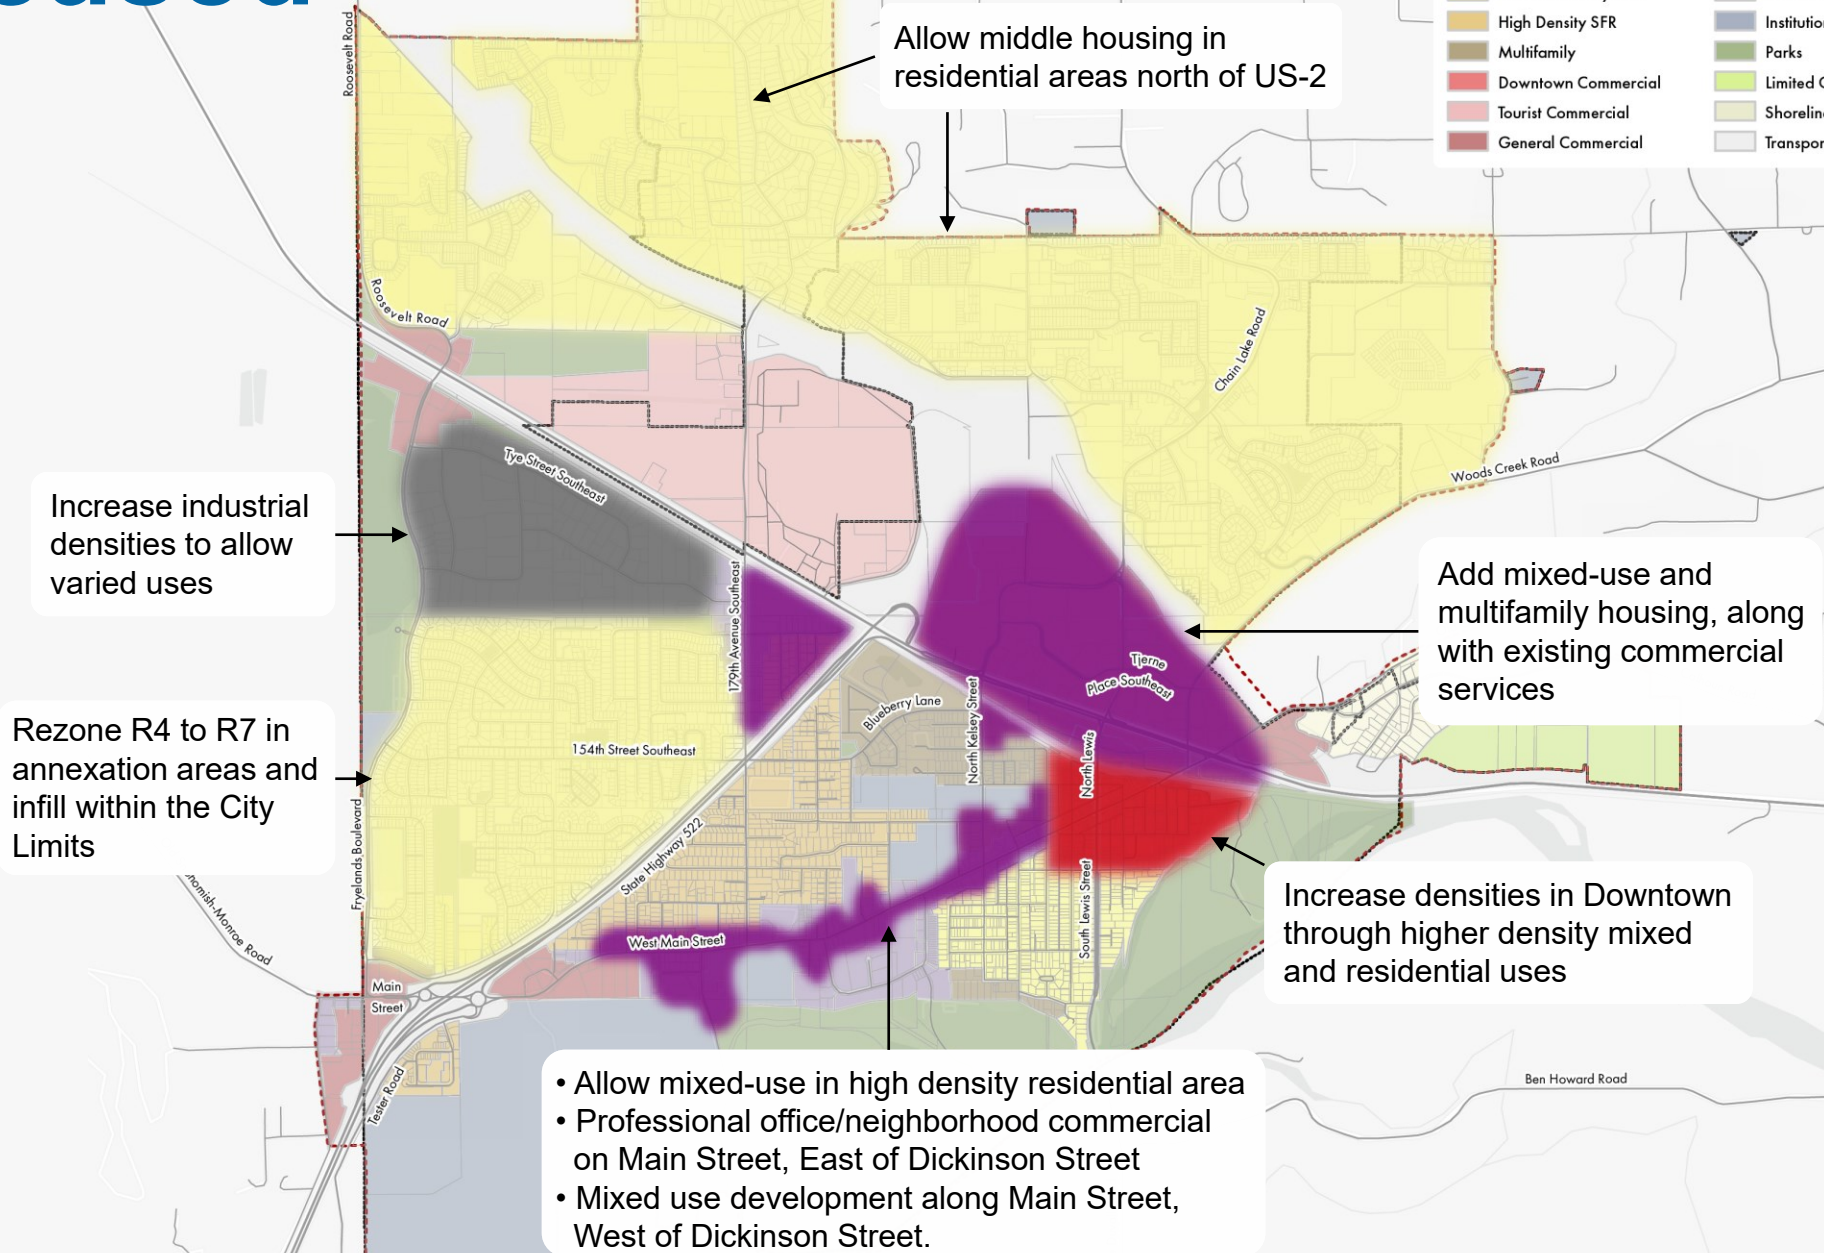 Roosevelt Road
Allow middle housing in
residential areas north of US-2
High Density SFR
Multifamily
Downtown Commercial
Tourist Commercial
General Commercial
Parks
Roosevelt Road
Chain Lake Road
Woods Creek Road
Tye Street Southeast
Increase industrial
densities to allow
varied uses
179th Avenue Southeast
Add mixed-use and
multifamily housing, along
with existing commercial
services
Tjerne
Place Southeast
Blueberry Lane
North Kelsey Street
North Lewis
Rezone R4 to R7 in
annexation areas and
infill within the City
Limits
154th Street Southeast
Fryelands Boulevard
State Highway 522
South Lewis Street
Increase densities in Downtown
through higher density mixed
and residential uses
West Main Street
Main
Street
Tester Road
Ben Howard Road
• Allow mixed-use in high density residential area
• Professional office/neighborhood commercial
on Main Street, East of Dickinson Street
• Mixed use development along Main Street,
West of Dickinson Street.